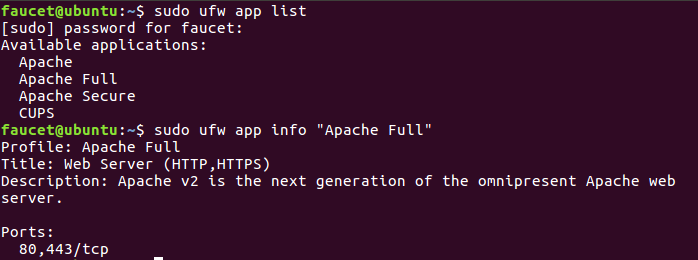 faucet@ubuntu:~$ sudo ufw app list
[sudo] password for faucet:
Available applications:
  Apache
  Apache Full
  Apache Secure
  CUPS
faucet@ubuntu:~$ sudo ufw app info "Apache Full"
Profile: Apache Full
Title: Web Server (HTTP,HTTPS)
Description: Apache v2 is the next generation of the omnipresent Apache web
server.

Ports:
  80,443/tcp